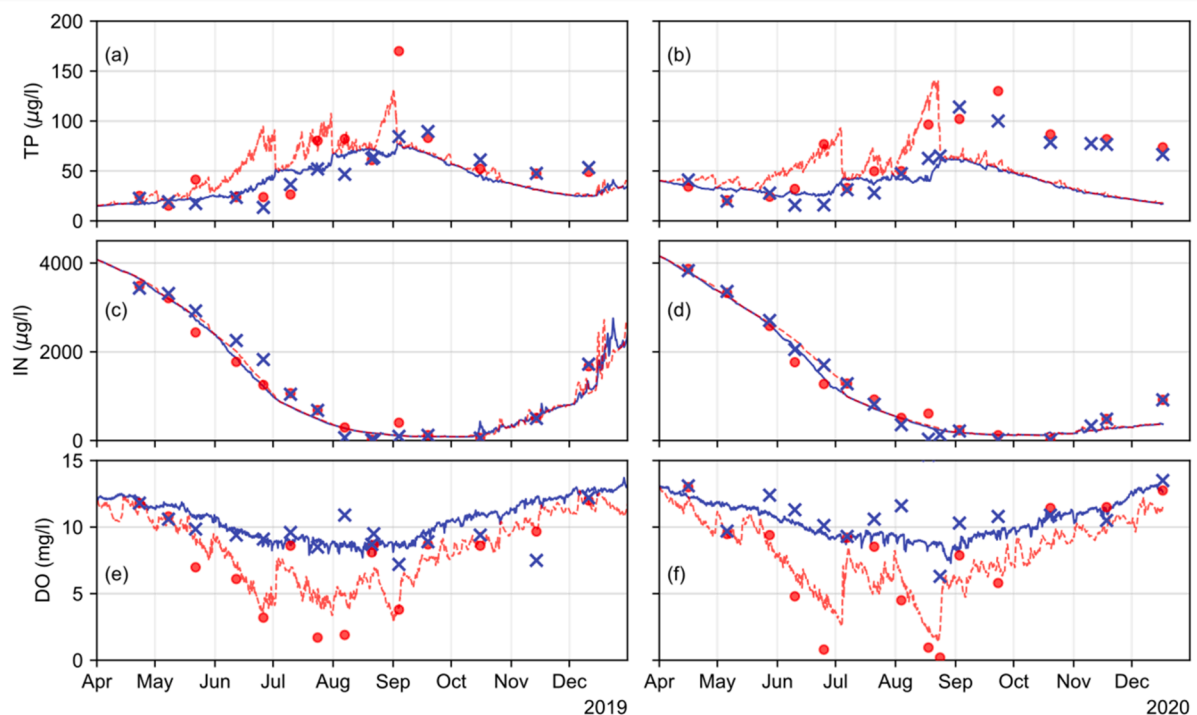 200
150
100
50
0
TP (µg/l)
(a)
(b)
4000
2000
0
IN (µg/l)
(c)
(d)
15
10
5
0
DO (mg/l)
(e)
(f)
Apr May Jun Jul Aug Sep Oct Nov Dec
Apr May Jun Jul Aug Sep Oct Nov Dec
2019
2020